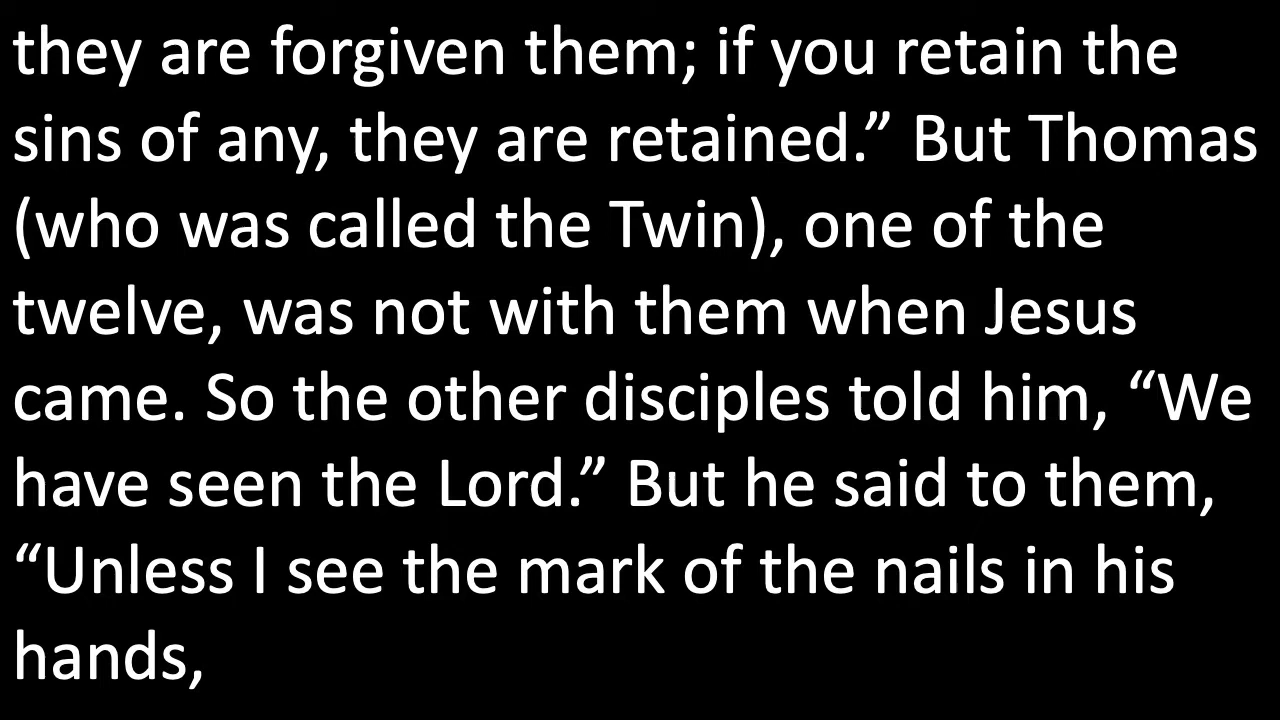 they are forgiven them; if you retain the
sins of any, they are retained.” But Thomas
(who was called the Twin), one of the
twelve, was not with them when Jesus
came. So the other disciples told him, “We
have seen the Lord.” But he said to them,
“Unless I see the mark of the nails in his
hands,